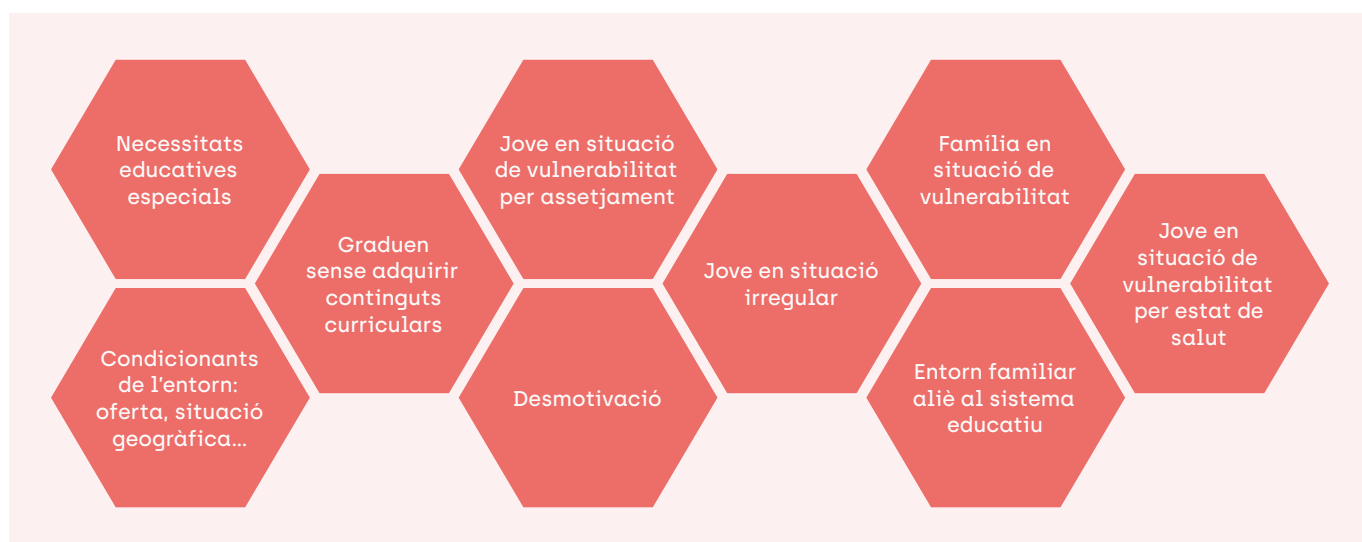 Necessitats
educatives
especials
Jove en situació
de vulnerabilitat
per assetjament
Família en
situació de
vulnerabilitat
Graduen
sense adquirir
continguts
curriculars
Jove en situació
irregular
Jove en
situació de
vulnerabilitat
per estat de
salut
Condicionants
de l'entorn:
oferta, situació
geogràfica...
Desmotivació
Entorn familiar
aliè al sistema
educatiu